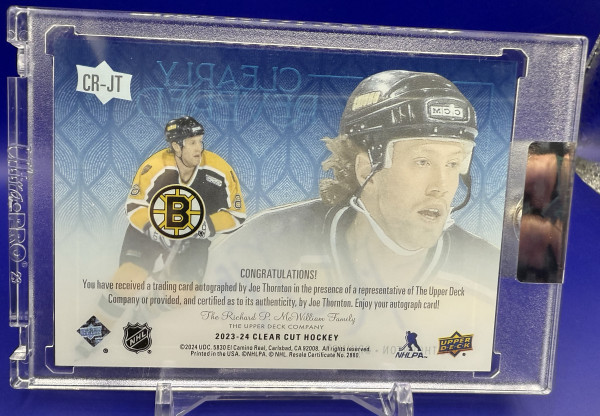 CR-JT
CLEARLY
B
CCM
CONGRATULATIONS!
You have received a trading card autographed by Joe Thornton in the presence of a representative of The Upper Deck
Company or provided, and certified as to its authenticity, by Joe Thornton. Enjoy your autograph card!
The Richard P. McWilliam Family
THE UPPER DECK COMPANY
2023-24 CLEAR CUT HOCKEY
©2024 UDC. 5830 El Camino Real, Carlsbad, CA 92008. All rights reserved.
Printed in the USA. ©NHLPA. © NHL Resale Certificate No. 2880.
NHL
NHLPA
UPPER
DECK